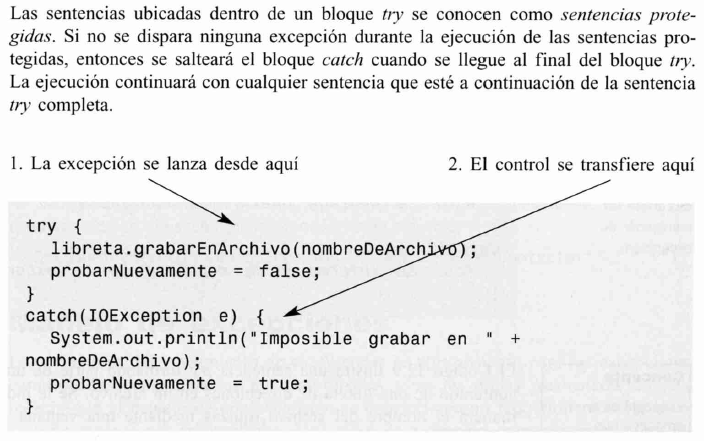 Las sentencias ubicadas dentro de un bloque try se conocen como sentencias prote-
gidas. Si no se dispara ninguna excepción durante la ejecución de las sentencias pro-
tegidas, entonces se salteará el bloque catch cuando se llegue al final del bloque try.
La ejecución continuará con cualquier sentencia que esté a continuación de la sentencia
try completa.
1. La excepción se lanza desde aquí
2. El control se transfiere aquí
try {
libreta.grabarEnArchivo(nombreDeArchivo);
probarNuevamente = false;
}
catch(IOException e) {
System.out.println("Imposible grabar en " +
nombreDeArchivo);
probarNuevamente = true;
}